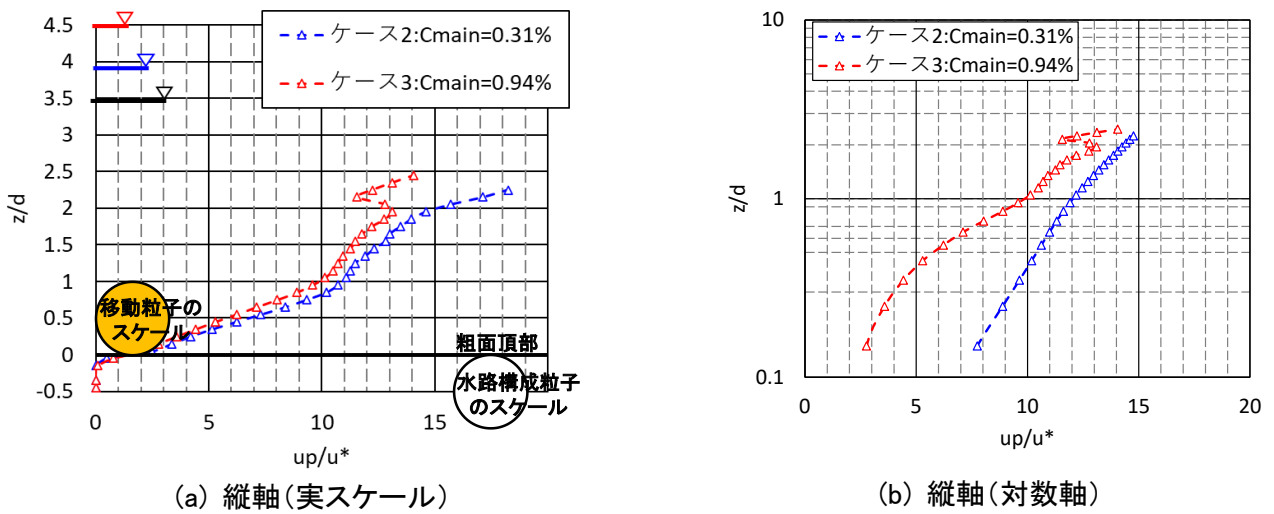 4.5
4
3.5
3
2.5
2
1.5
1
0.5
0
-0.5
z/d
0
5
10
15
up/u*
ケース2:Cmain=0.31%
ケース3:Cmain=0.94%
移動粒子の
スケール
粗面頂部
水路構成粒子
のスケール
(a) 縦軸(実スケール)
10
1
0.1
z/d
0
5
10
15
20
up/u*
ケース2:Cmain=0.31%
ケース3:Cmain=0.94%
(b) 縦軸(対数軸)